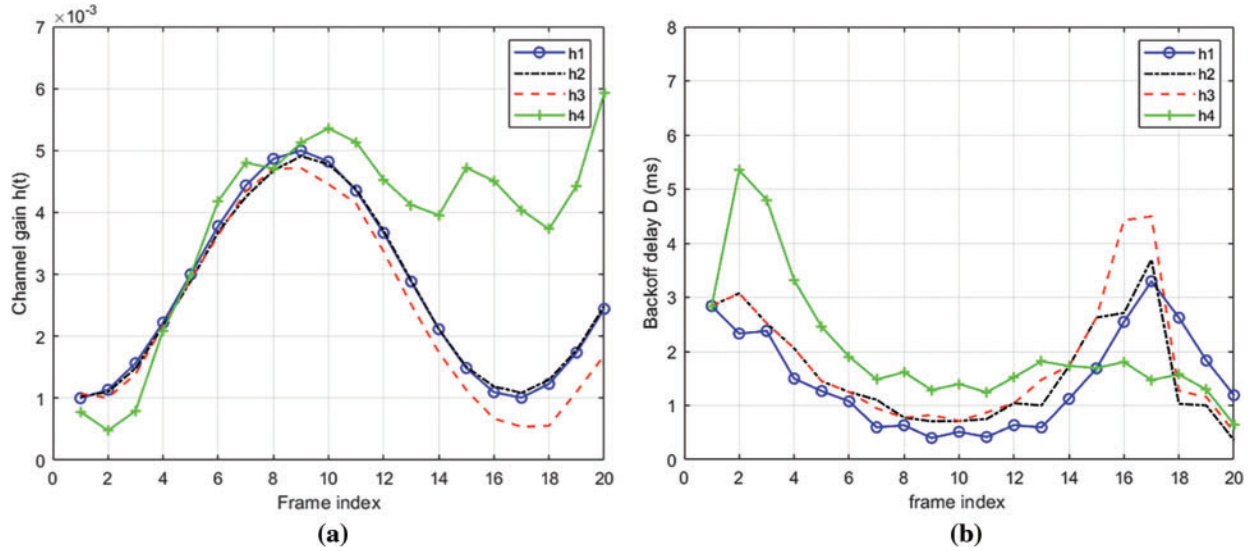 ×10⁻³
7
6
5
4
3
2
1
0
0 2 4 6 8 10 12 14 16 18 20
Channel gain h(t)
Frame index
h1
h2
h3
h4
(a)
8
7
6
5
4
3
2
1
0
0 2 4 6 8 10 12 14 16 18 20
Backoff delay D (ms)
frame index
h1
h2
h3
h4
(b)